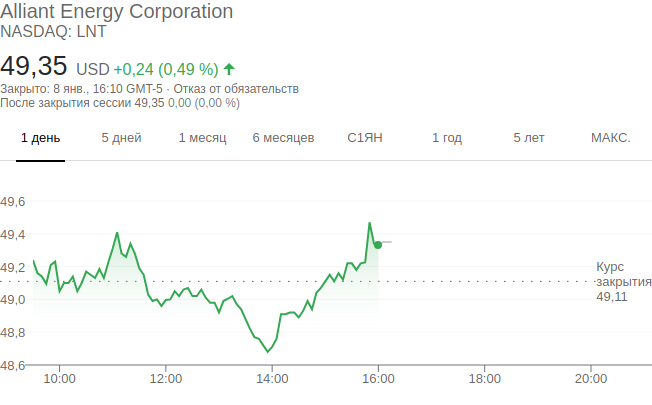 Alliant Energy Corporation
NASDAQ: LNT
49,35 USD +0,24 (0,49 %) ↑
Закрыто: 8 янв., 16:10 GMT-5 · Отказ от обязательств
После закрытия сессии 49,35 0,00 (0,00 %)
1 день 5 дней 1 месяц 6 месяцев С1ЯН 1 год 5 лет МАКС.
49,6
49,4
49,2
49,0
48,8
48,6
Курс
закрытия
49,11
10:00 12:00 14:00 16:00 18:00 20:00